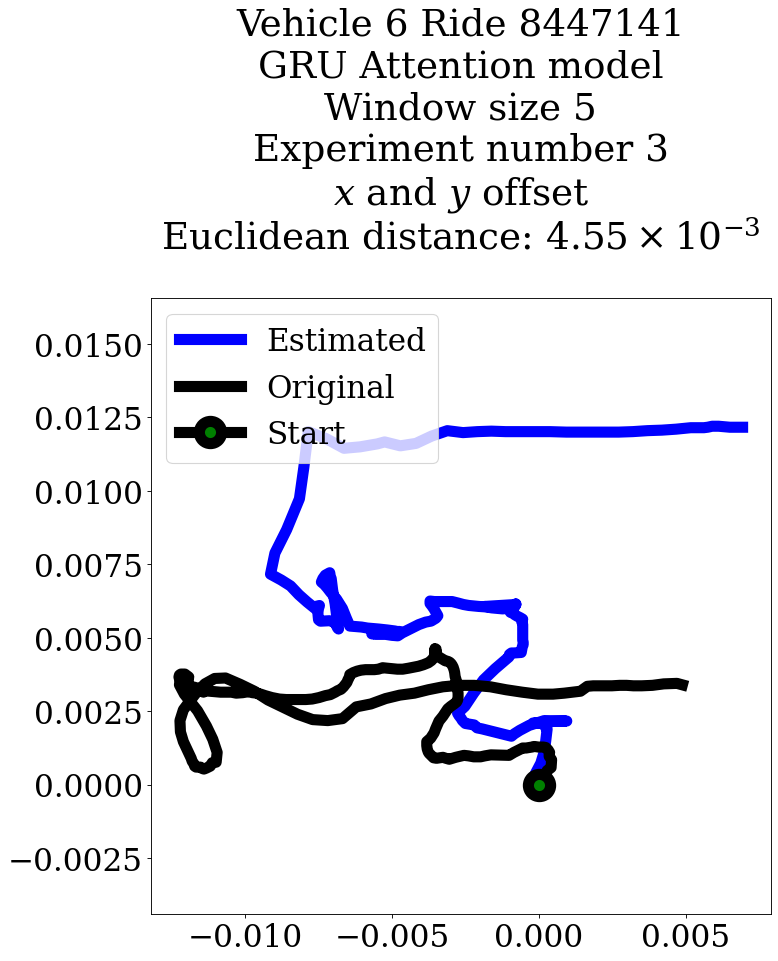 Vehicle 6 Ride 8447141
GRU Attention model
Window size 5
Experiment number 3
x and y offset
Euclidean distance: 4.55 × 10⁻³
Estimated
Original
Start
0.0150
0.0125
0.0100
0.0075
0.0050
0.0025
0.0000
−0.0025
−0.010 −0.005 0.000 0.005